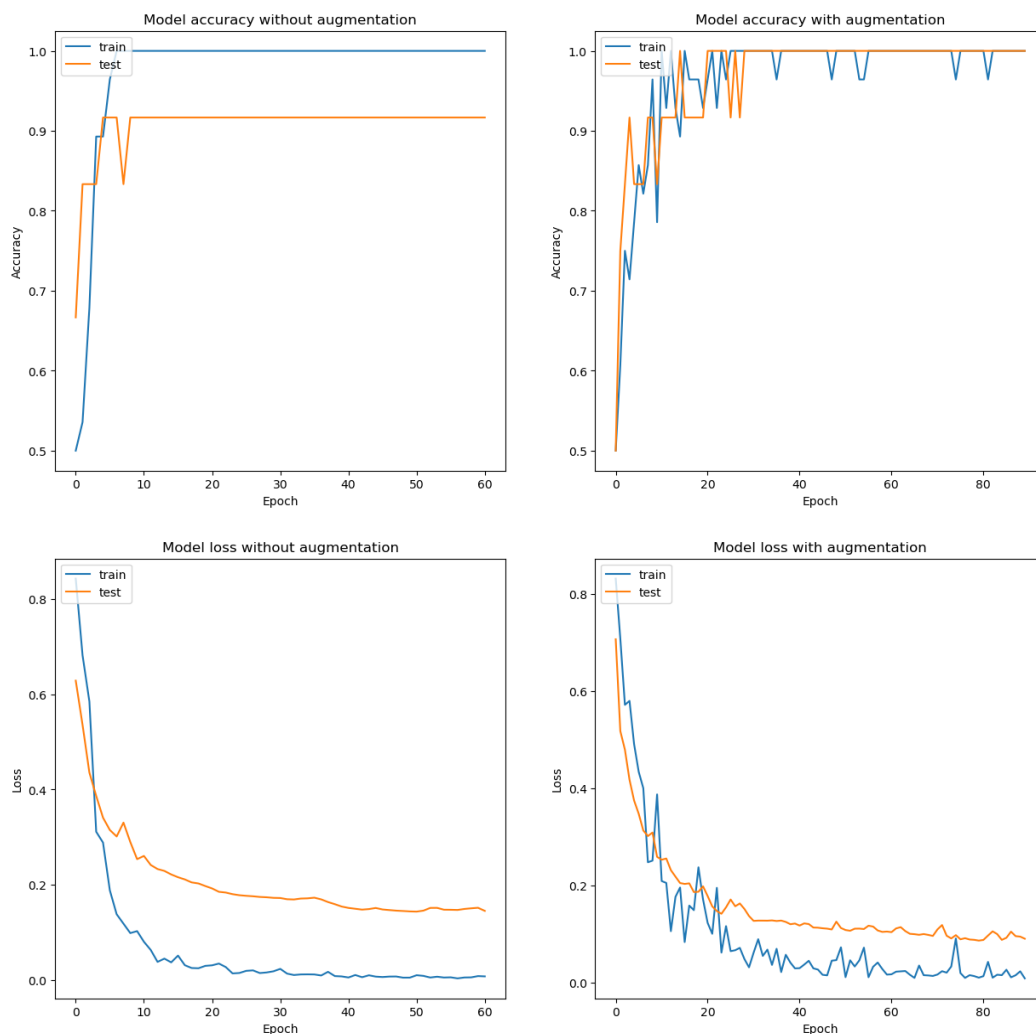 Model accuracy without augmentation
train
test
1.0
0.9
0.8
0.7
0.6
0.5
Accuracy
0 10 20 30 40 50 60
Epoch
Model accuracy with augmentation
train
test
1.0
0.9
0.8
0.7
0.6
0.5
Accuracy
0 20 40 60 80
Epoch
Model loss without augmentation
train
test
0.8
0.6
0.4
0.2
0.0
Loss
0 10 20 30 40 50 60
Epoch
Model loss with augmentation
train
test
0.8
0.6
0.4
0.2
0.0
Loss
0 20 40 60 80
Epoch